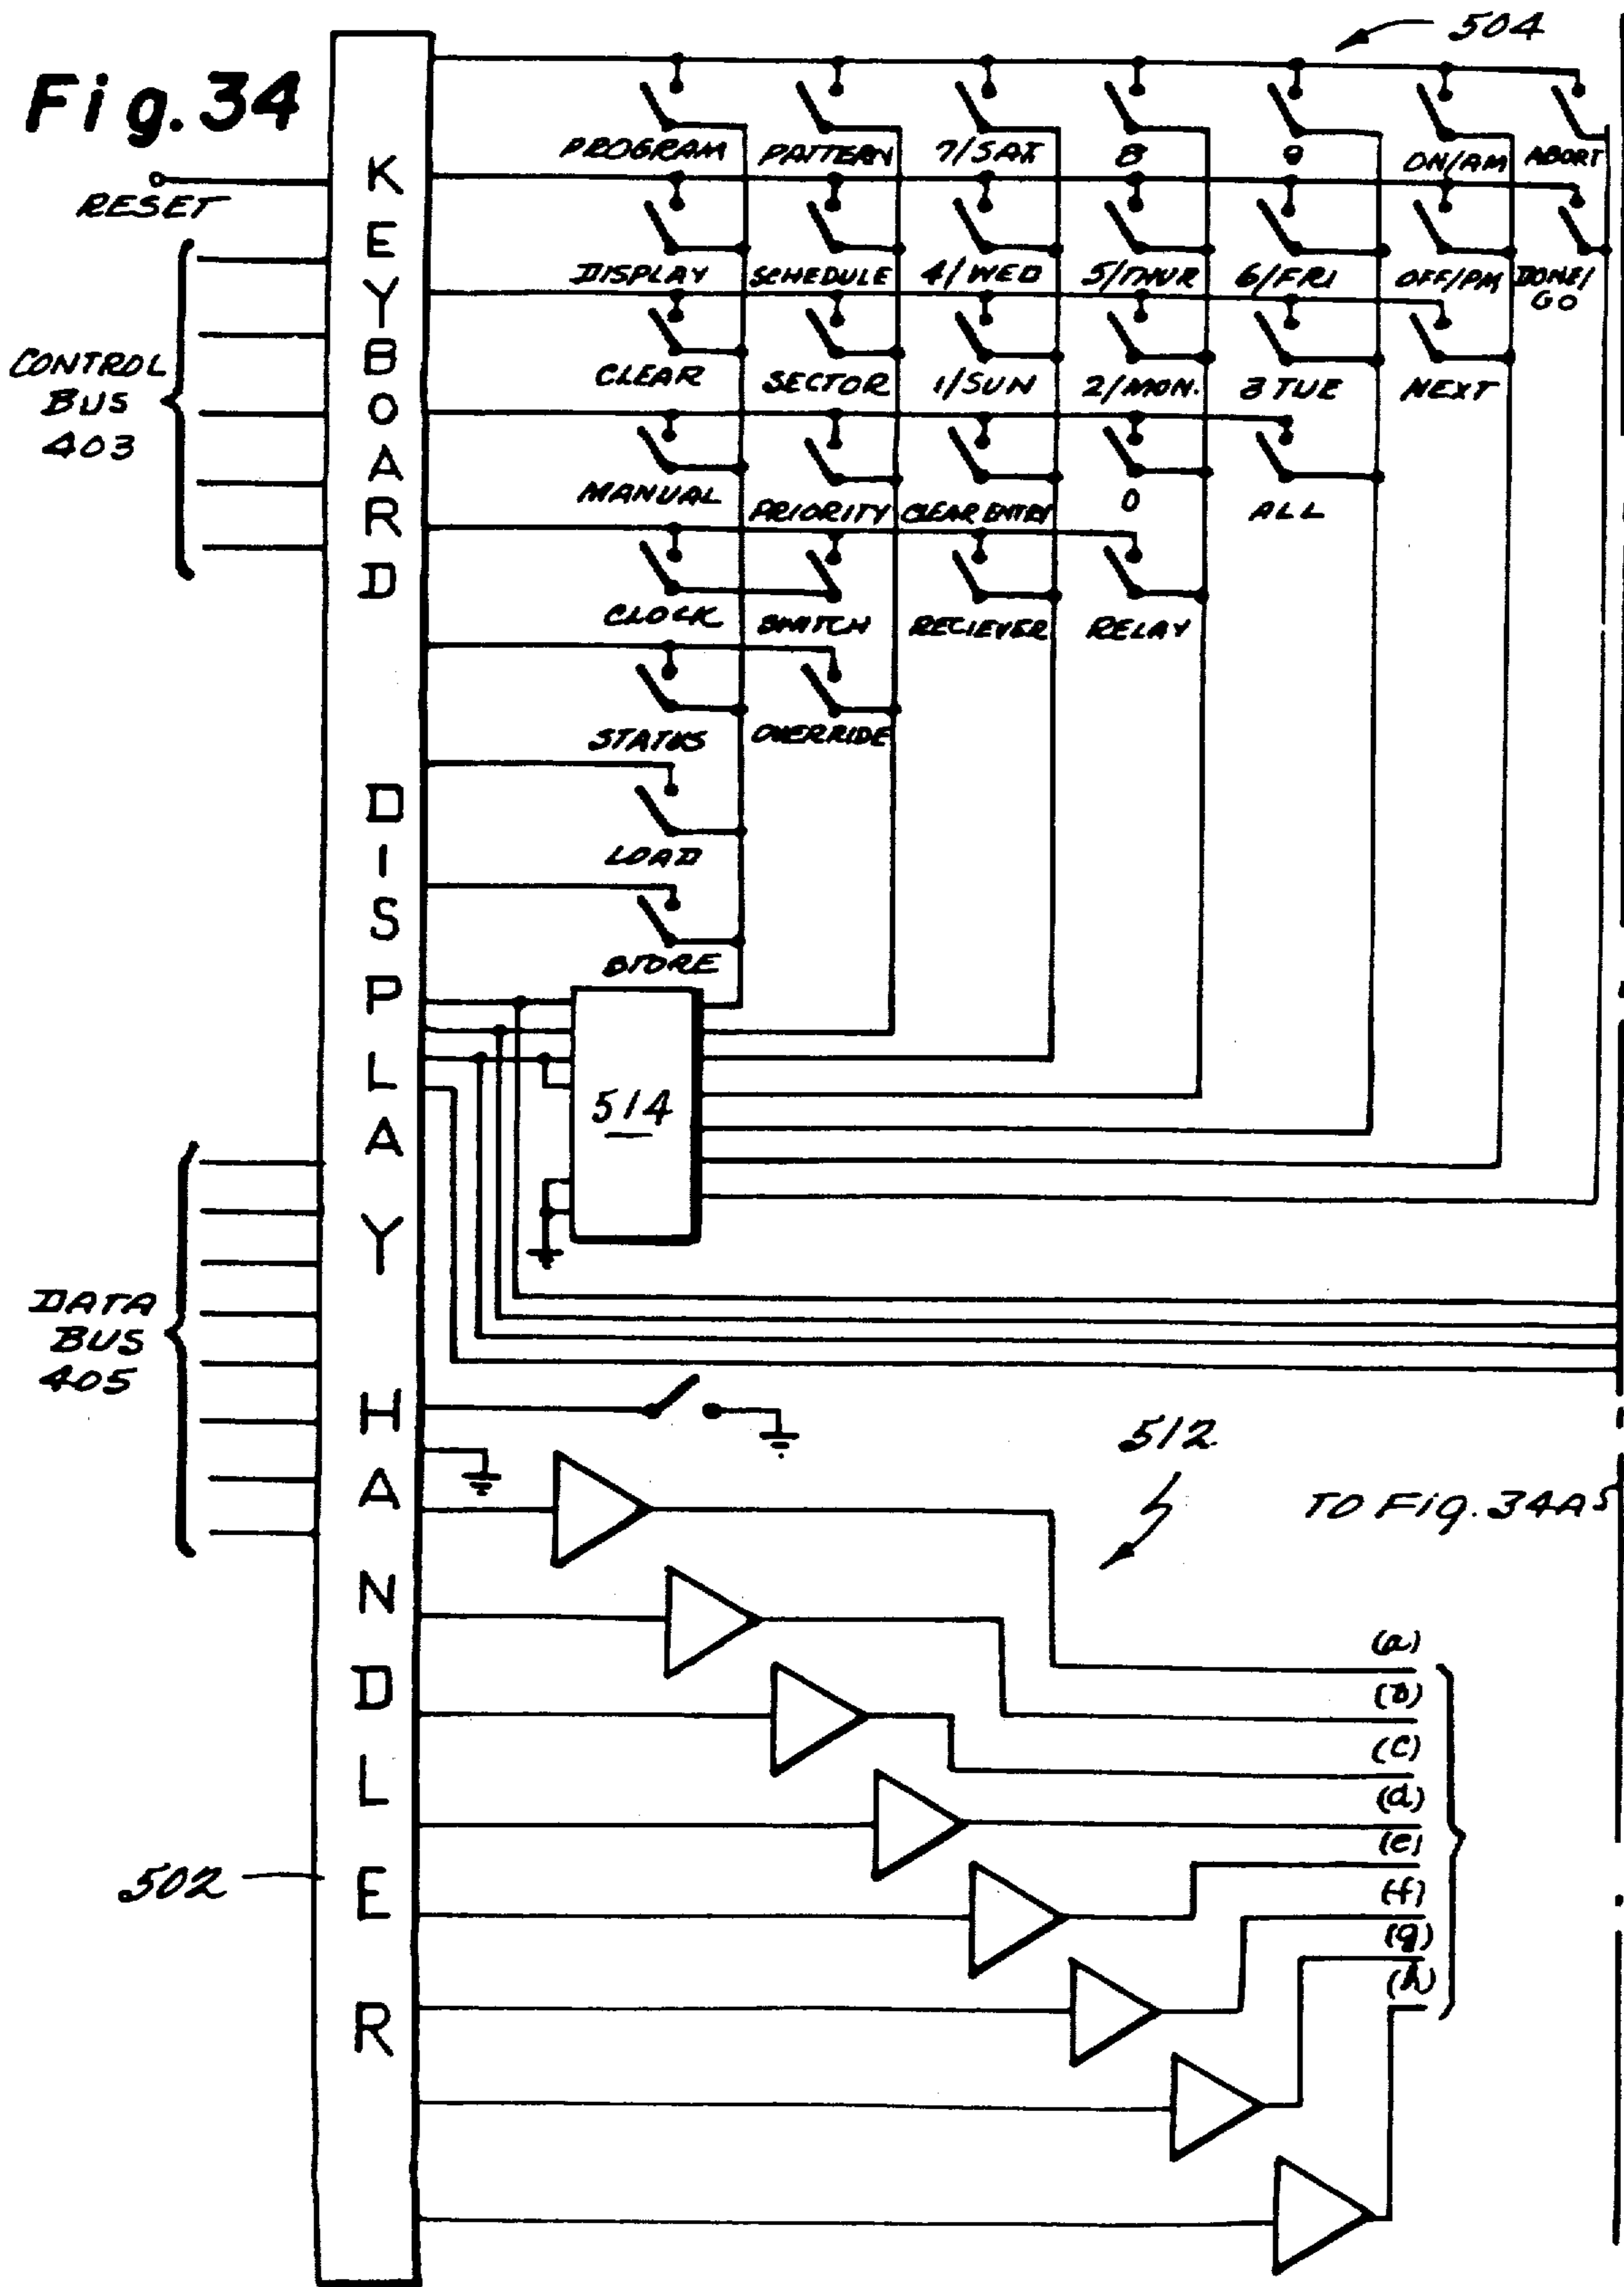 Fig.34
504
PROGRAM PATTERN 7/SAT 8 9 ON/AM ABORT
RESET
DISPLAY SCHEDULE 4/WED 5/THUR 6/FRI OFF/PM DONE/
GO
CONTROL
BUS
403
CLEAR SECTOR 1/SUN 2/MON. 3 TUE NEXT
MANUAL PRIORITY CLEAR ENTRY 0 ALL
CLOCK SWITCH RECIEVER RELAY
STATUS OVERRIDE
LOAD
STORE
514
KEYBOARD DISPLAY HANDLER
DATA
BUS
405
512
TO Fig. 34A
(a)
(b)
(c)
(d)
(e)
(f)
(g)
(h)
502